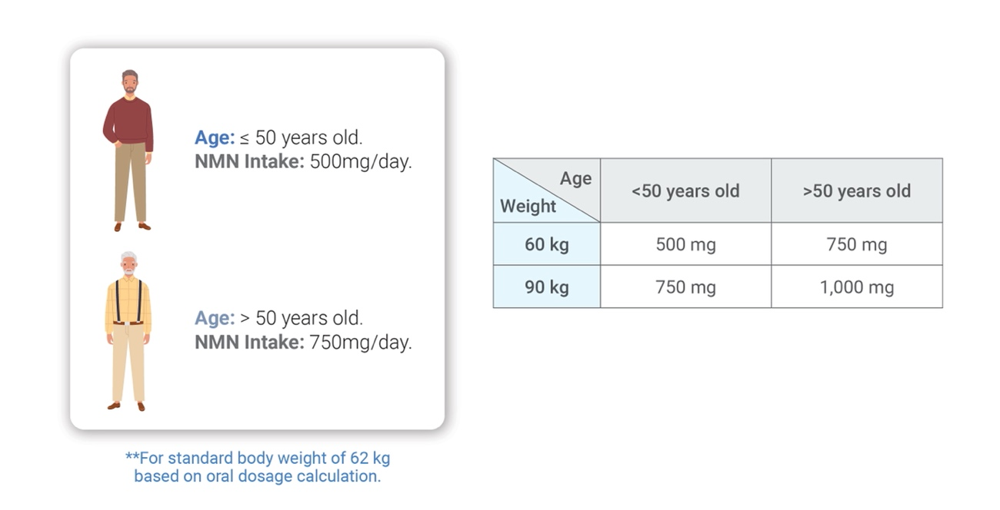 Age: ≤ 50 years old.
NMN Intake: 500mg/day.
Age: > 50 years old.
NMN Intake: 750mg/day.
**For standard body weight of 62 kg
based on oral dosage calculation.
Age
Weight
<50 years old
>50 years old
60 kg
500 mg
750 mg
90 kg
750 mg
1,000 mg